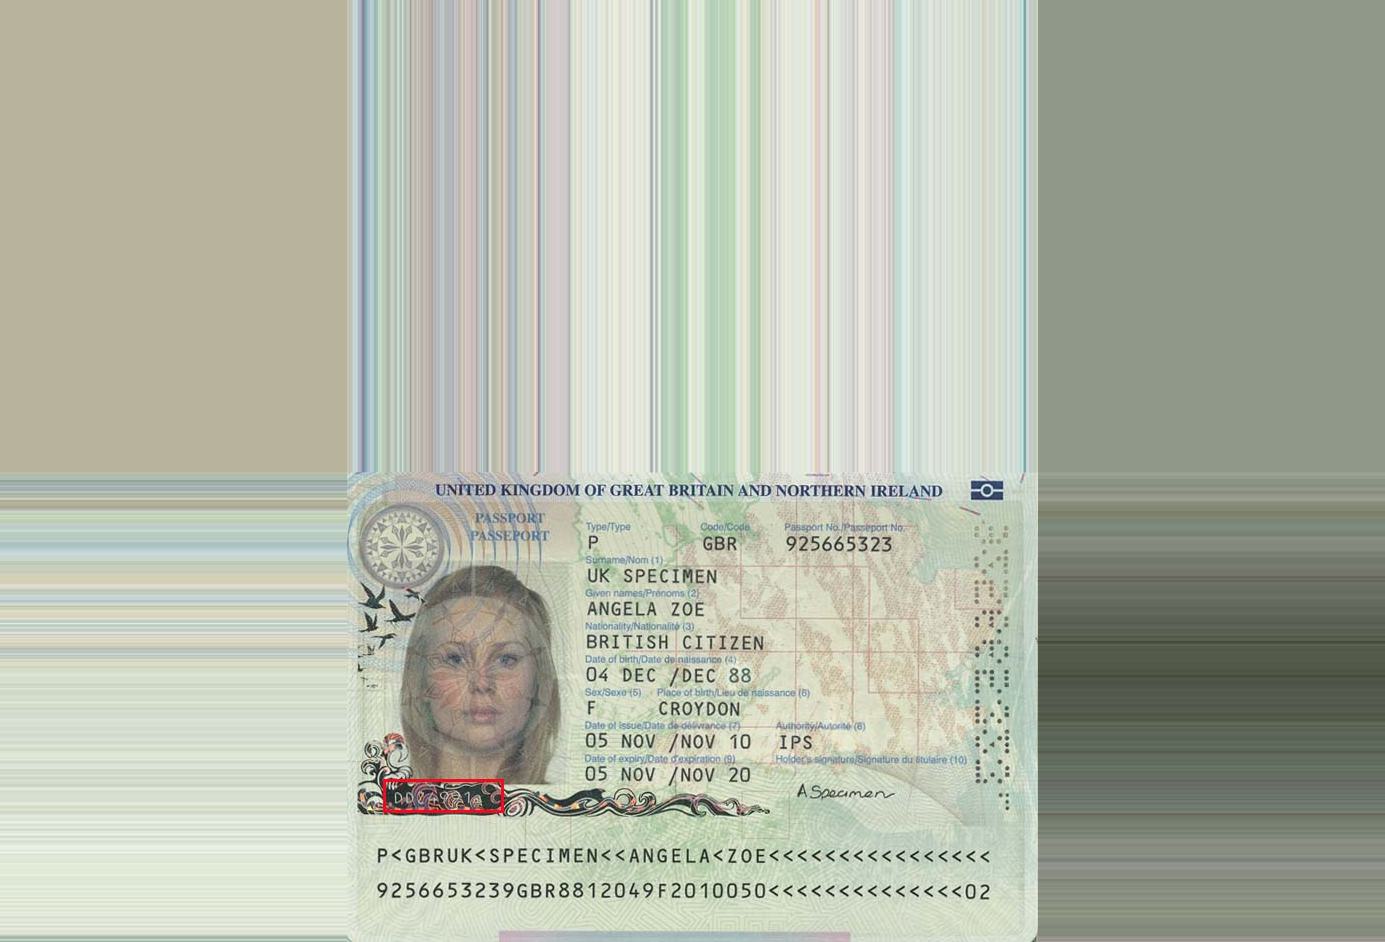 UNITED KINGDOM OF GREAT BRITAIN AND NORTHERN IRELAND
PASSPORT
PASSEPORT
Type/Type Code/Code Passport No./Passeport No.
P GBR 925665323
Surname/Nom (1)
UK SPECIMEN
Given names/Prénoms (2)
ANGELA ZOE
Nationality/Nationalité (3)
BRITISH CITIZEN
Date of birth/Date de naissance (4)
04 DEC /DEC 88
Sex/Sexe (5) Place of birth/Lieu de naissance (6)
F CROYDON
Date of issue/Date de délivrance (7) Authority/Autorité (8)
05 NOV /NOV 10 IPS
Date of expiry/Date d'expiration (9) Holder's signature/Signature du titulaire (10)
05 NOV /NOV 20
A Specimen
P<GBRUK<SPECIMEN<<ANGELA<ZOE<<<<<<<<<<<<<<<<
9256653239GBR8812049F2010050<<<<<<<<<<<<<<02